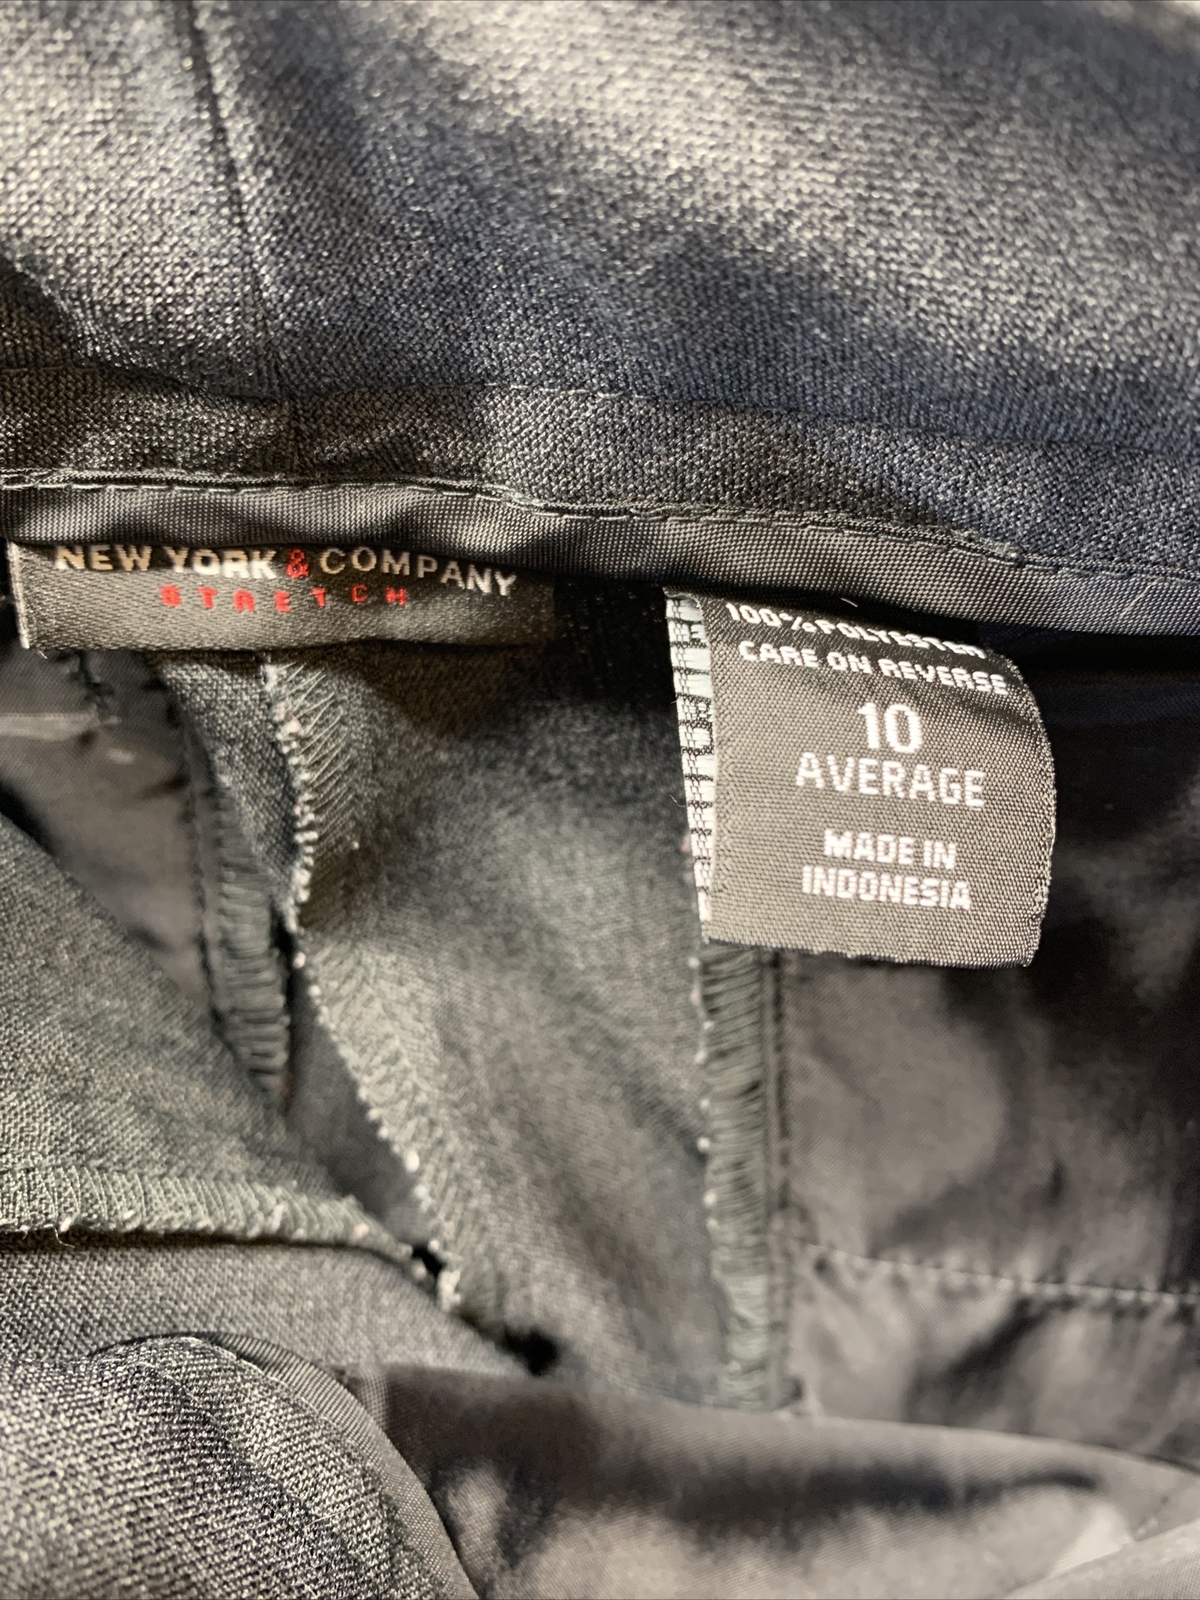 NEW YORK & COMPANY
STRETCH
100% POLYESTER
CARE ON REVERSE
10
AVERAGE
MADE IN
INDONESIA